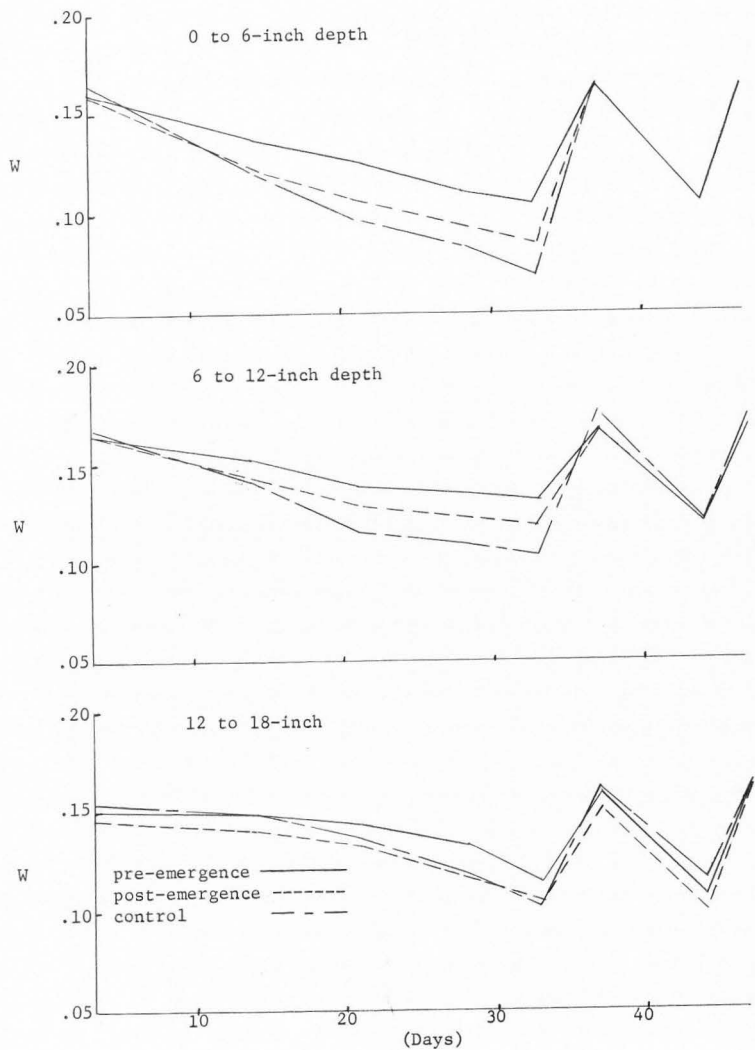 .20
0 to 6-inch depth
.15
W
.10
.05
.20
6 to 12-inch depth
.15
W
.10
.05
.20
12 to 18-inch
.15
W
pre-emergence
post-emergence
control
.10
.05
10
20
30
40
(Days)